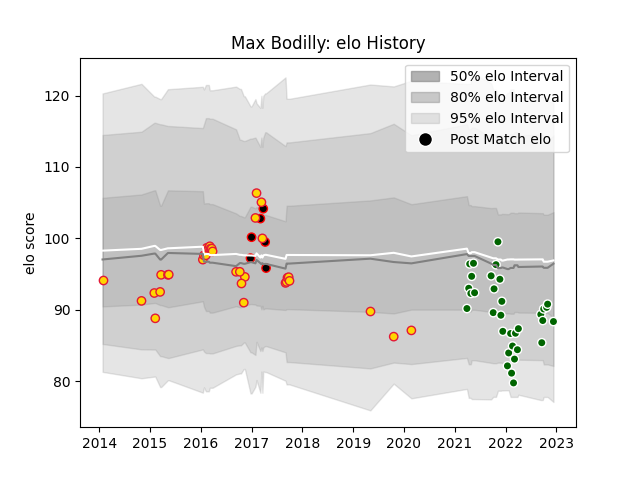 Max Bodilly: elo History
50% elo Interval
80% elo Interval
95% elo Interval
Post Match elo
elo score
120
110
100
90
80
2014 2015 2016 2017 2018 2019 2020 2021 2022 2023